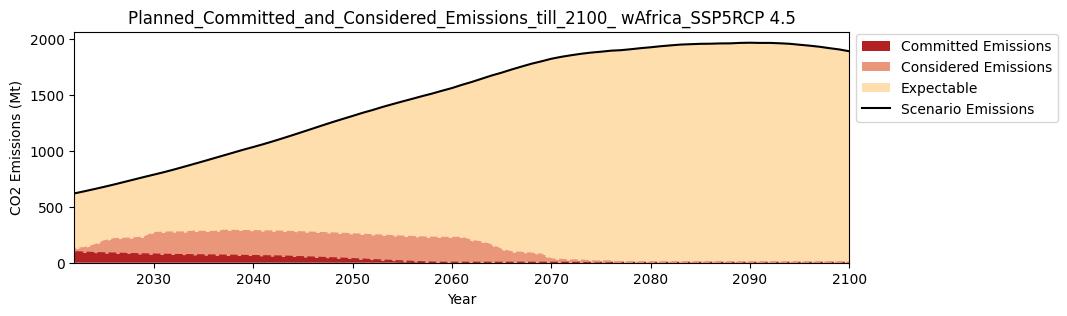 Planned_Committed_and_Considered_Emissions_till_2100_ wAfrica_SSP5RCP 4.5
2000
1500
1000
500
0
CO2 Emissions (Mt)
2030 2040 2050 2060 2070 2080 2090 2100
Year
Committed Emissions
Considered Emissions
Expectable
Scenario Emissions